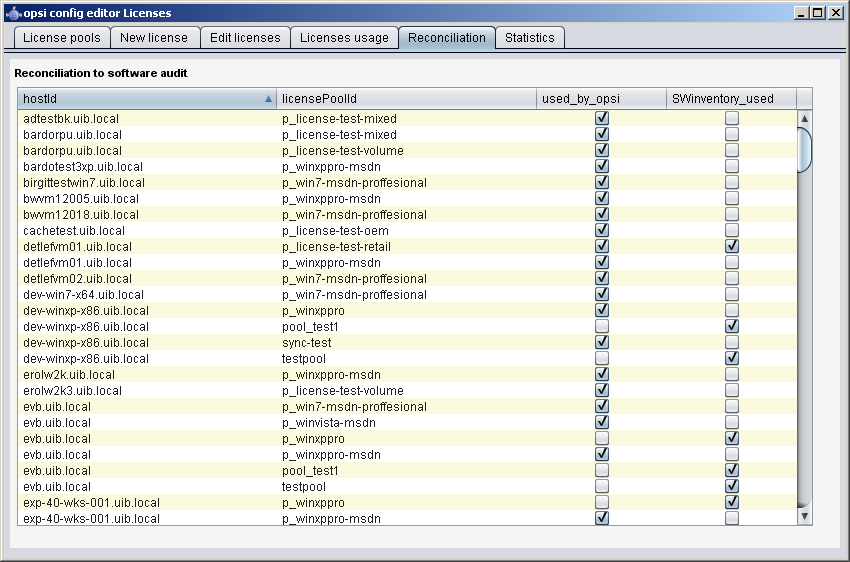 opsi config editor Licenses
License pools New license Edit licenses Licenses usage Reconciliation Statistics
Reconciliation to software audit
hostId licensePoolId used_by_opsi SWinventory_used
adtestbk.uib.local p_license-test-mixed
bardorpu.uib.local p_license-test-mixed
bardorpu.uib.local p_license-test-volume
bardotest3xp.uib.local p_winxppro-msdn
birgittestwin7.uib.local p_win7-msdn-proffesional
bwvm12005.uib.local p_winxppro-msdn
bwvm12018.uib.local p_win7-msdn-proffesional
cachetest.uib.local p_license-test-oem
detlefvm01.uib.local p_license-test-retail
detlefvm01.uib.local p_winxppro-msdn
detlefvm02.uib.local p_win7-msdn-proffesional
dev-win7-x64.uib.local p_win7-msdn-proffesional
dev-winxp-x86.uib.local p_winxppro
dev-winxp-x86.uib.local pool_test1
dev-winxp-x86.uib.local sync-test
dev-winxp-x86.uib.local testpool
erolw2k.uib.local p_winxppro-msdn
erolw2k3.uib.local p_license-test-volume
evb.uib.local p_win7-msdn-proffesional
evb.uib.local p_winvista-msdn
evb.uib.local p_winxppro
evb.uib.local p_winxppro-msdn
evb.uib.local pool_test1
evb.uib.local testpool
exp-40-wks-001.uib.local p_winxppro
exp-40-wks-001.uib.local p_winxppro-msdn